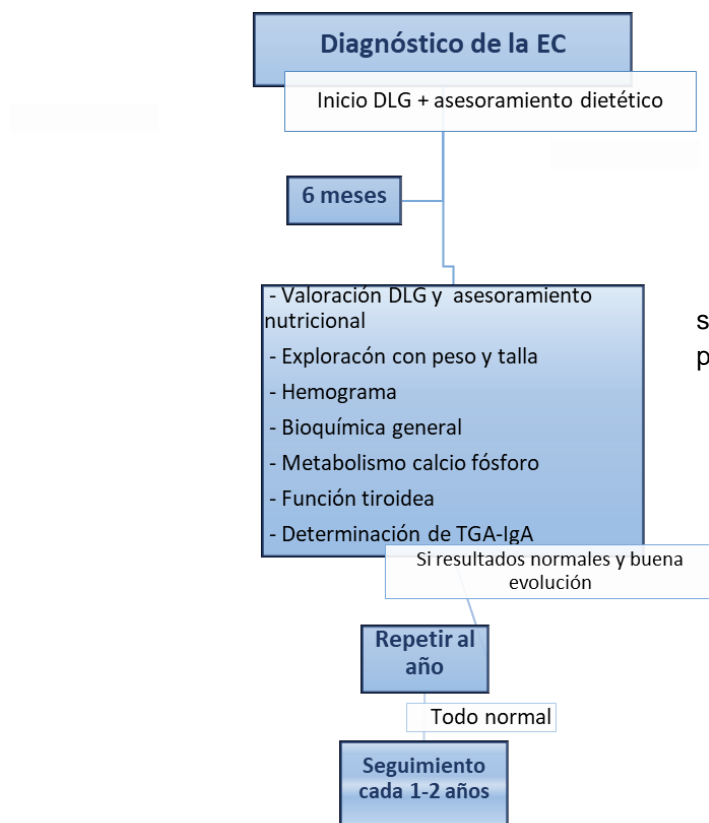 Diagnóstico de la EC
Inicio DLG + asesoramiento dietético
6 meses
- Valoración DLG y asesoramiento
nutricional
- Exploracón con peso y talla
- Hemograma
- Bioquímica general
- Metabolismo calcio fósforo
- Función tiroidea
- Determinación de TGA-IgA
s
p
Si resultados normales y buena
evolución
Repetir al
año
Todo normal
Seguimiento
cada 1-2 años